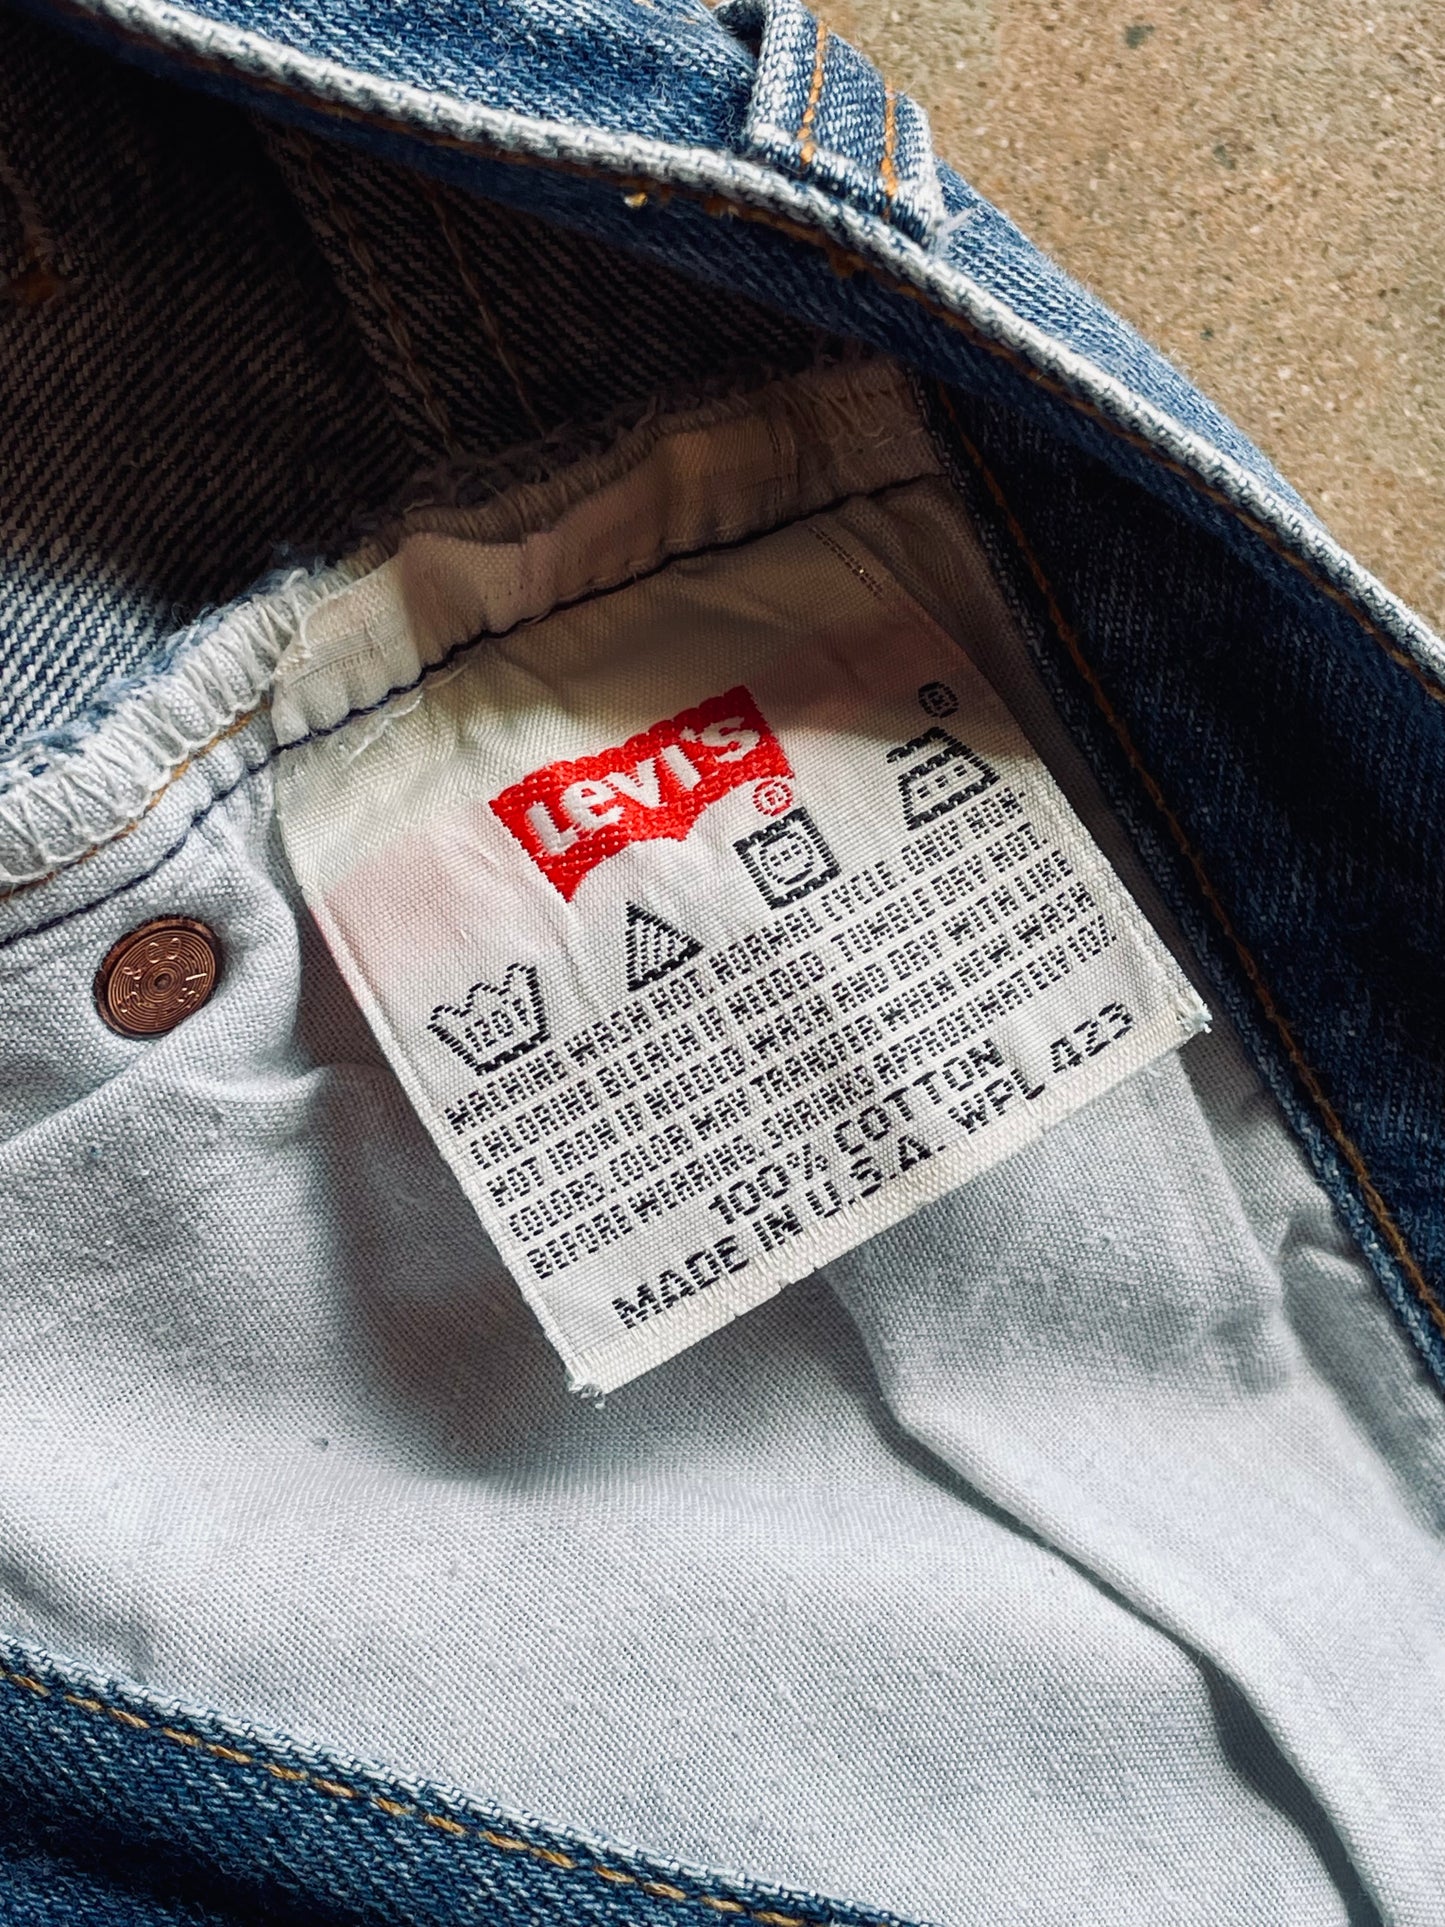 Levi's
®
®
120F
MACHINE WASH HOT NORMAL CYCLE. ONLY NON
CHLORINE BLEACH IF NEEDED. TUMBLE DRY HOT.
HOT IRON IF NEEDED. WASH AND DRY WITH LIKE
COLORS. COLOR MAY TRANSFER WHEN NEW. WASH
BEFORE WEARING. SHRINKING APPROXIMATELY 10%.
100% COTTON
MADE IN U.S.A. WPL 423